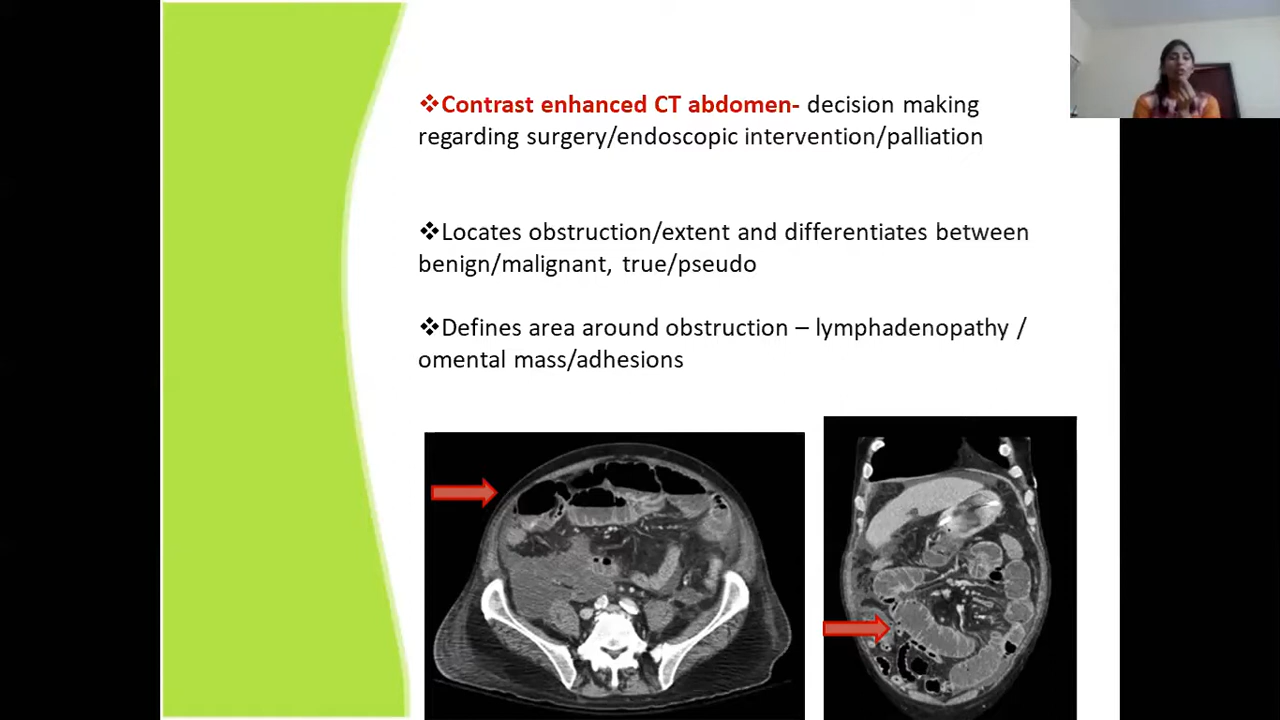 ❖Contrast enhanced CT abdomen- decision making
regarding surgery/endoscopic intervention/palliation
❖Locates obstruction/extent and differentiates between
benign/malignant, true/pseudo
❖Defines area around obstruction – lymphadenopathy /
omental mass/adhesions